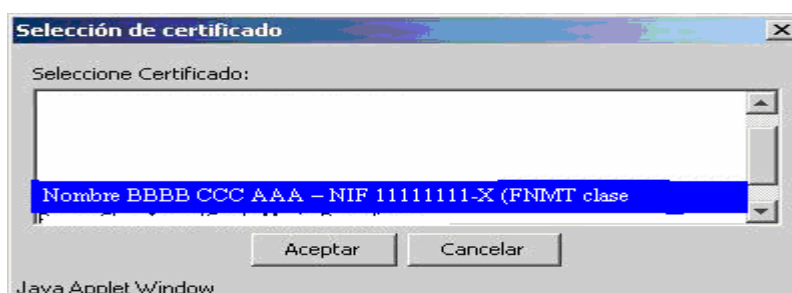 Selección de certificado
Seleccione Certificado:
Nombre BBBB CCC AAA – NIF 11111111-X (FNMT clase
Aceptar Cancelar
Java Applet Window